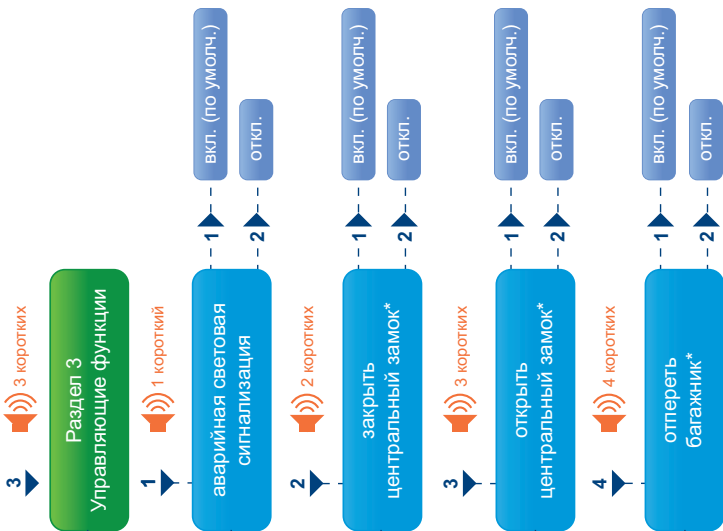 3
3 коротких
Раздел 3
Управляющие функции
1
1 короткий
аварийная световая
сигнализация
1
вкл. (по умолч.)
2
откл.
2
2 коротких
закрыть
центральный замок*
1
вкл. (по умолч.)
2
откл.
3
3 коротких
открыть
центральный замок*
1
вкл. (по умолч.)
2
откл.
4
4 коротких
отпереть
багажник*
1
вкл. (по умолч.)
2
откл.